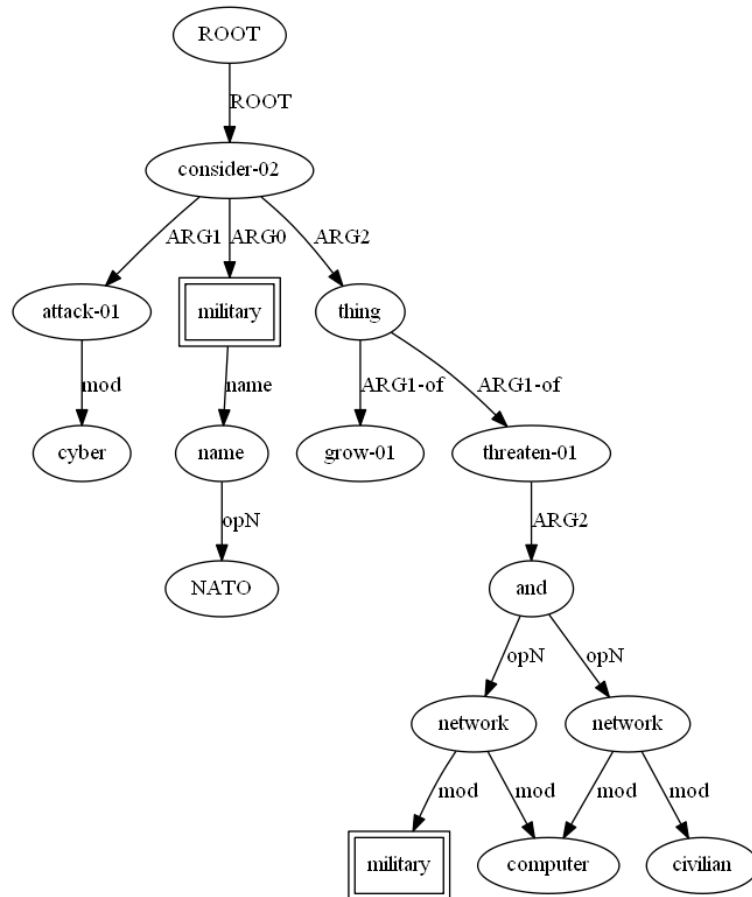 ROOT
ROOT
consider-02
ARG1 ARG0 ARG2
attack-01 military thing
mod name ARG1-of ARG1-of
cyber name grow-01 threaten-01
opN ARG2
NATO and
opN opN
network network
mod mod mod mod
military computer civilian